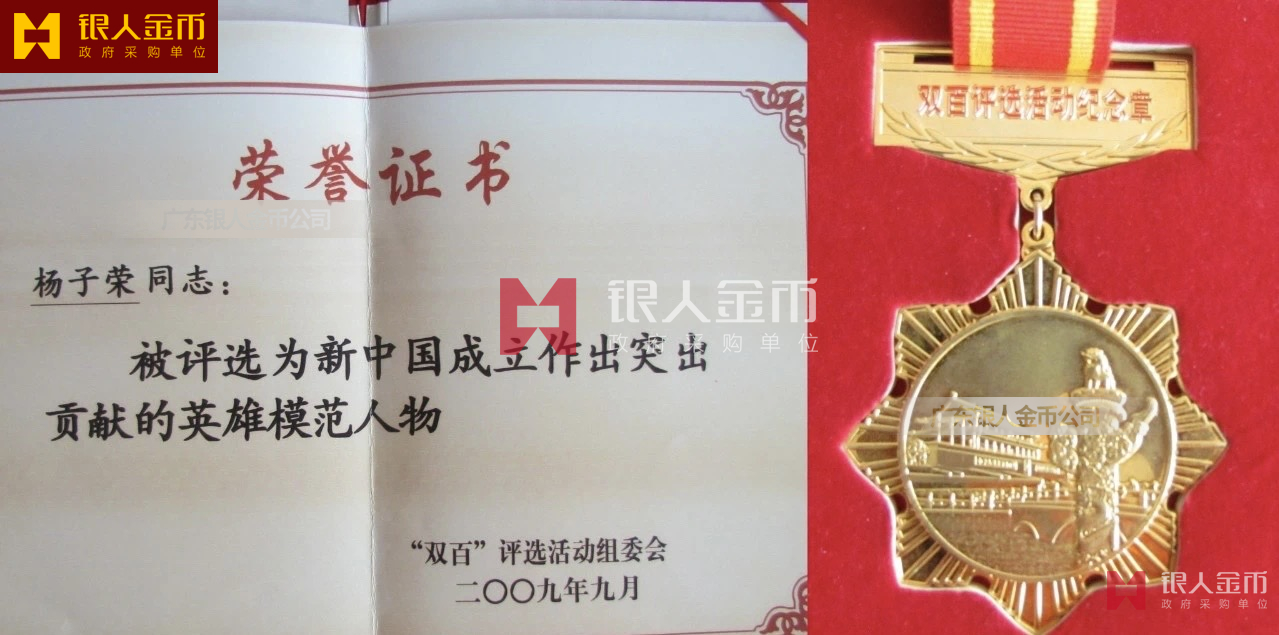 银人金币
政府采购单位
荣誉证书
广东银人金币公司
杨子荣同志：
被评选为新中国成立作出突出
贡献的英雄模范人物
“双百”评选活动组委会
二〇〇九年九月
银人金币
政府采购单位
双百评选活动纪念章
广东银人金币公司
银人金币
政府采购单位